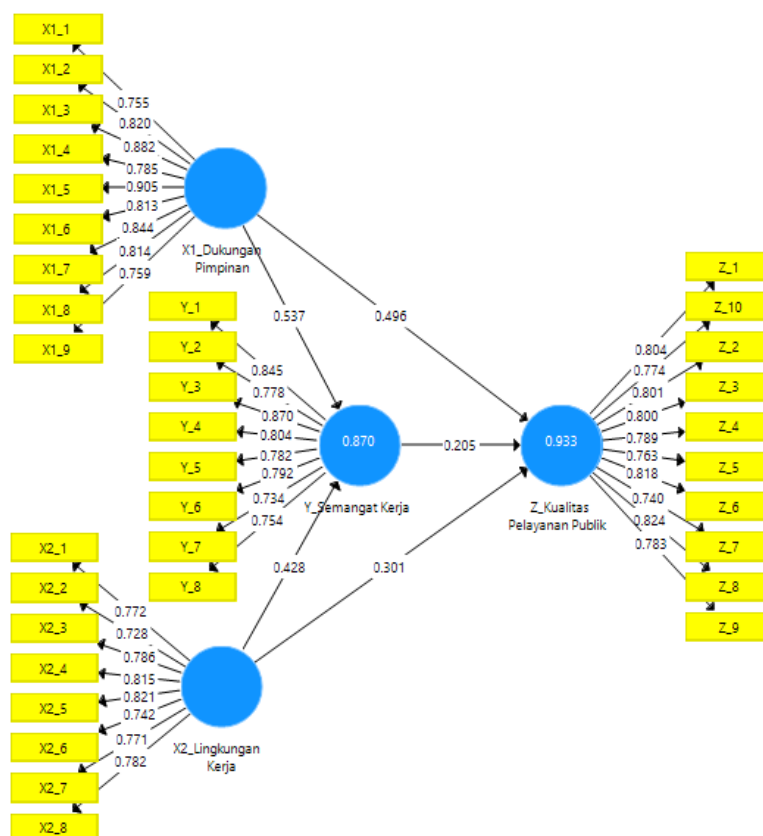 X1_1
X1_2
X1_3
X1_4
X1_5
X1_6
X1_7
X1_8
X1_9
0.755
0.820
0.882
0.785
0.905
0.813
0.844
0.814
0.759
X1_Dukungan
Pimpinan
0.537
0.496
Y_1
Y_2
Y_3
Y_4
Y_5
Y_6
Y_7
Y_8
0.845
0.778
0.870
0.804
0.782
0.792
0.734
0.754
0.870
Y_Semangat Kerja
0.205
0.933
Z_Kualitas
Pelayanan Publik
0.804
0.774
0.801
0.800
0.789
0.763
0.818
0.740
0.824
0.783
Z_1
Z_10
Z_2
Z_3
Z_4
Z_5
Z_6
Z_7
Z_8
Z_9
0.428
0.301
X2_1
X2_2
X2_3
X2_4
X2_5
X2_6
X2_7
X2_8
0.772
0.728
0.786
0.815
0.821
0.742
0.771
0.782
X2_Lingkungan
Kerja